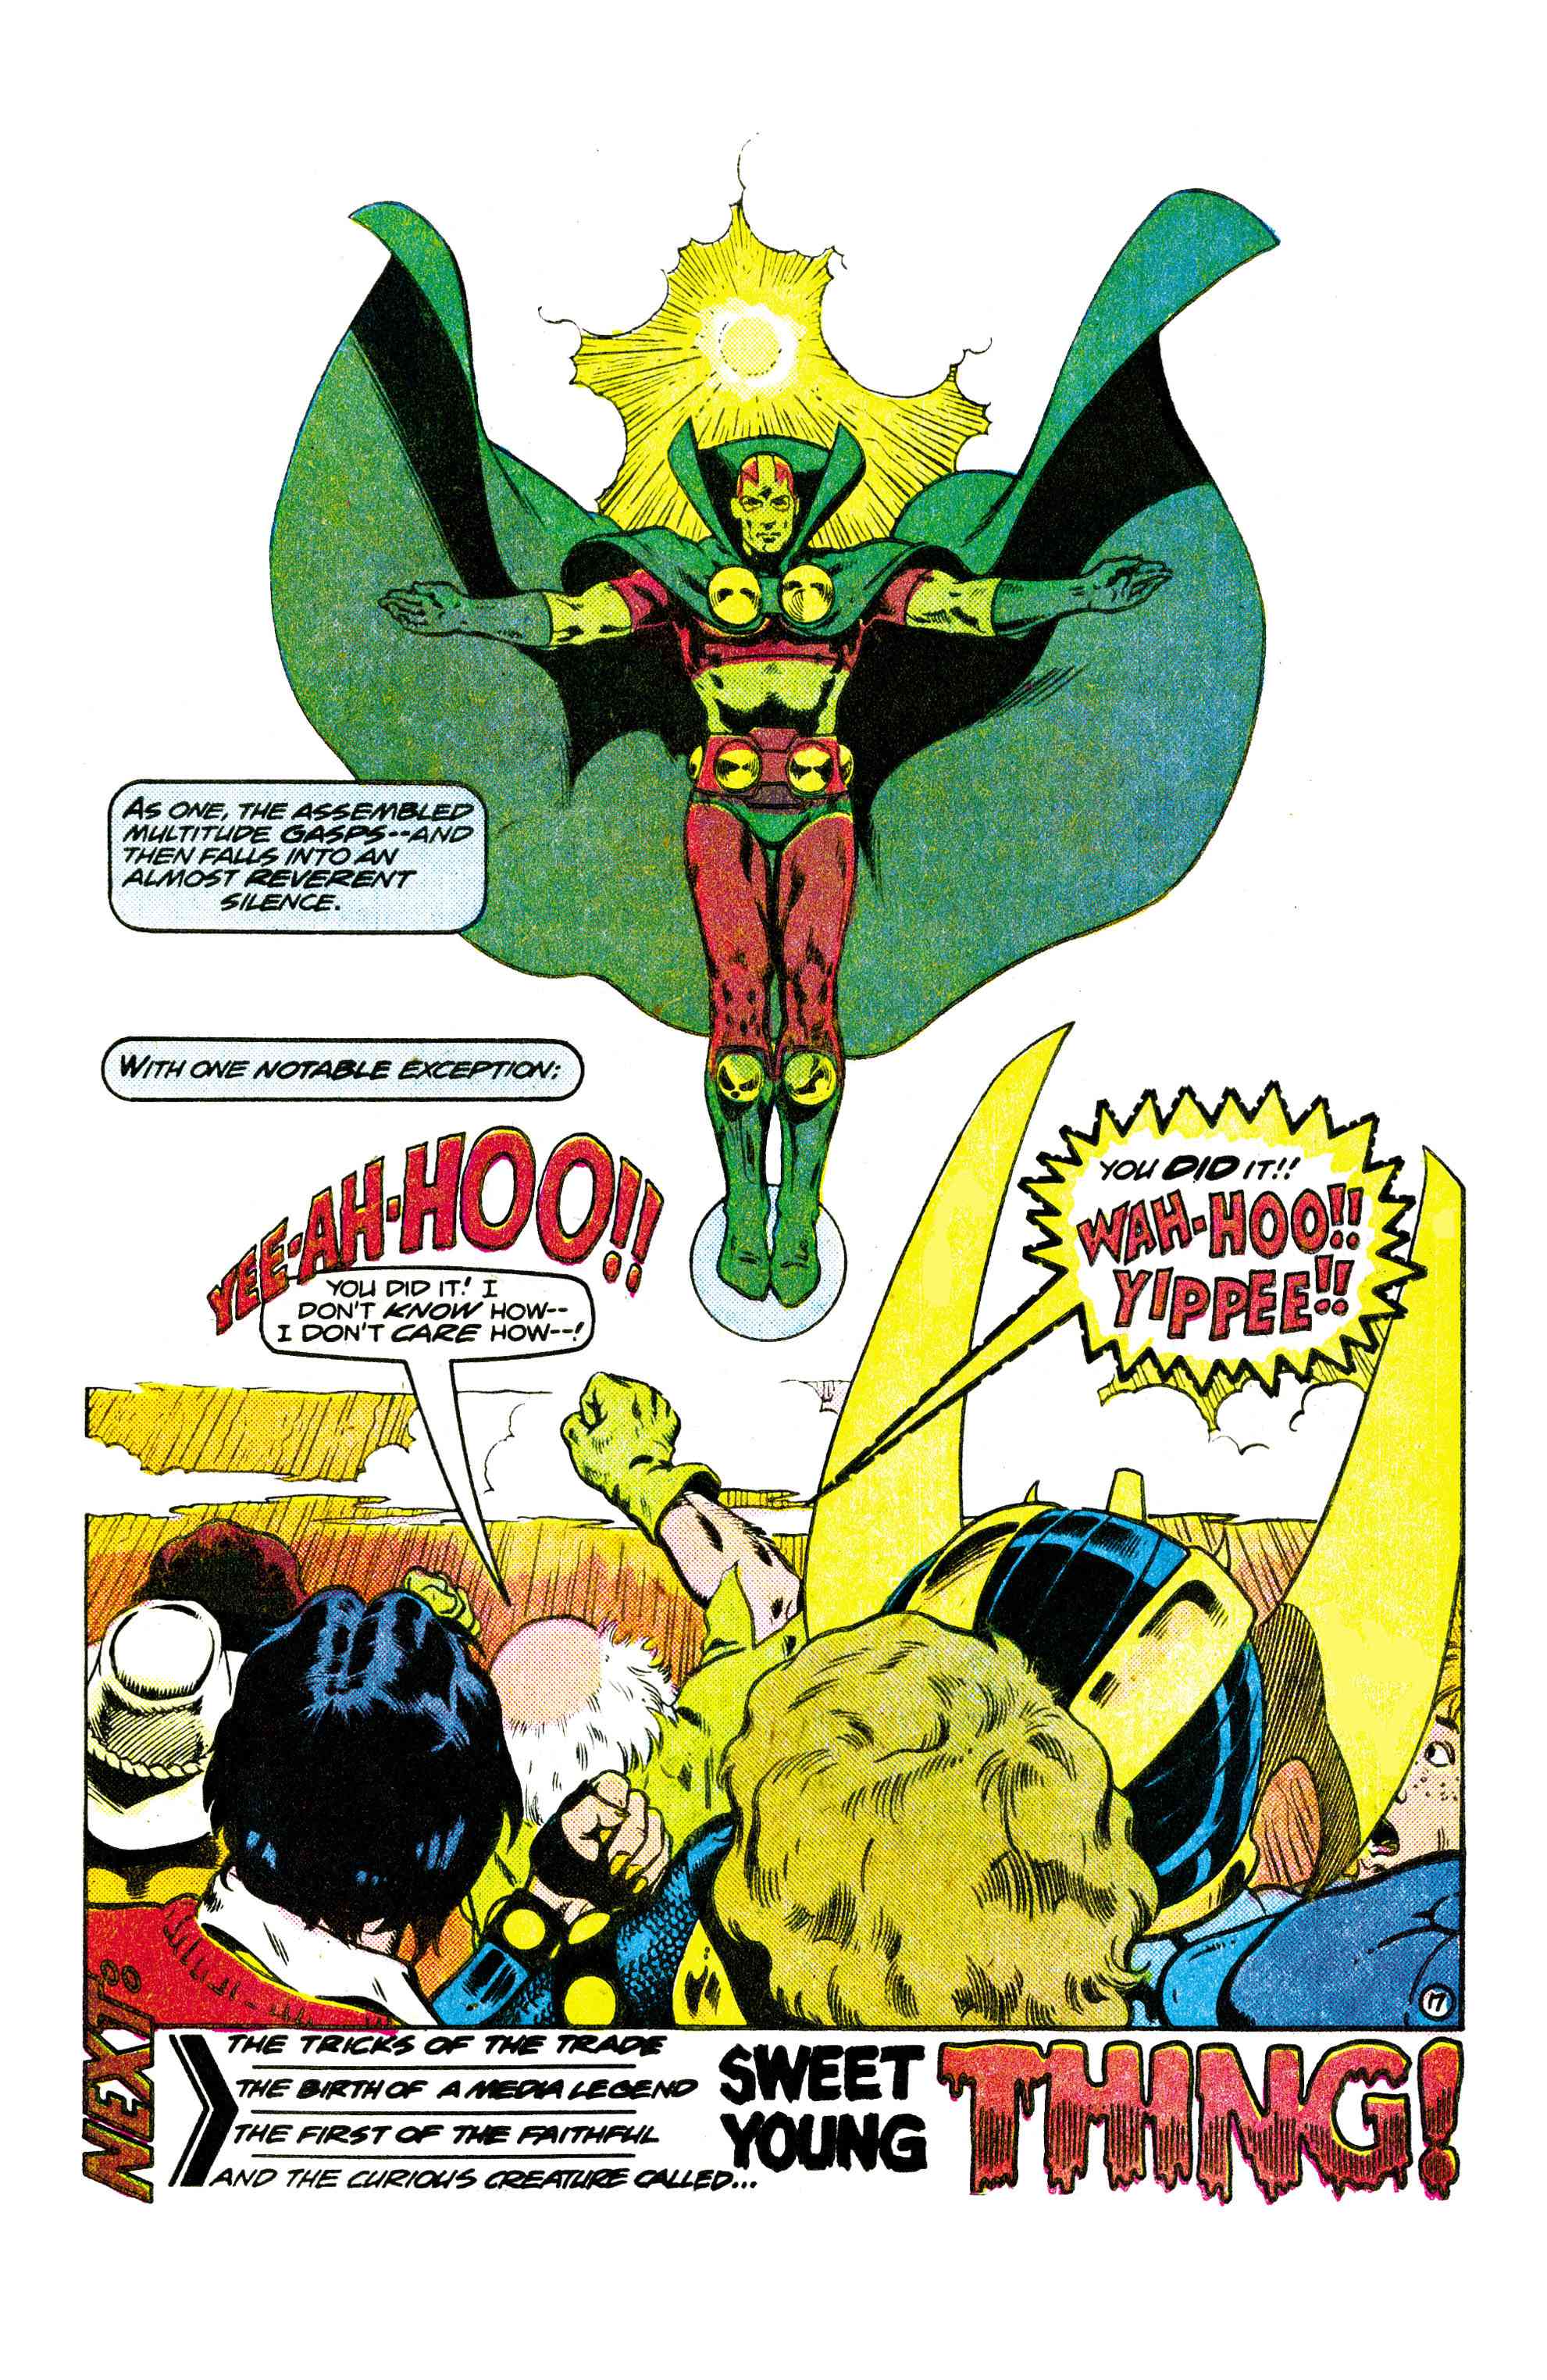 AS ONE, THE ASSEMBLED
MULTITUDE GASPS--AND
THEN FALLS INTO AN
ALMOST REVERENT
SILENCE.
WITH ONE NOTABLE EXCEPTION:
YEE-AH-HOO!!
YOU DID IT! I
DON'T KNOW HOW--
I DON'T CARE HOW--!
YOU DID IT!!
WAH-HOO!!
YIPPEE!!
17
NEXT:
THE TRICKS OF THE TRADE
THE BIRTH OF A MEDIA LEGEND
THE FIRST OF THE FAITHFUL
AND THE CURIOUS CREATURE CALLED...
SWEET
YOUNG
THING!